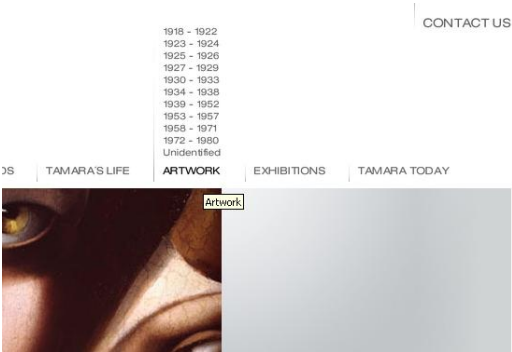 CONTACT US
1918 - 1922
1923 - 1924
1925 - 1926
1927 - 1929
1930 - 1933
1934 - 1938
1939 - 1952
1953 - 1957
1958 - 1971
1972 - 1980
Unidentified
TAMARA'S LIFE ARTWORK EXHIBITIONS TAMARA TODAY
Artwork